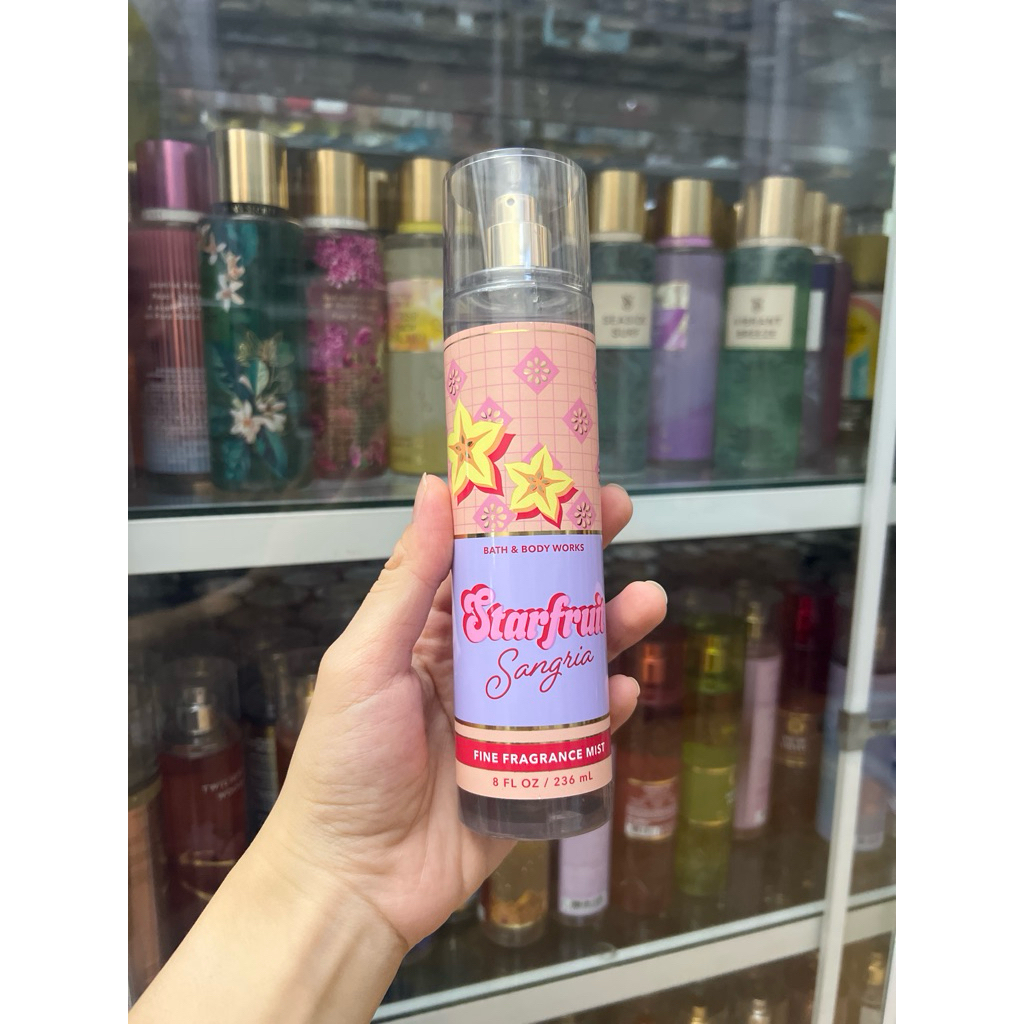 BATH & BODY WORKS
Starfruit
Sangria
FINE FRAGRANCE MIST
8 FL OZ / 236 mL